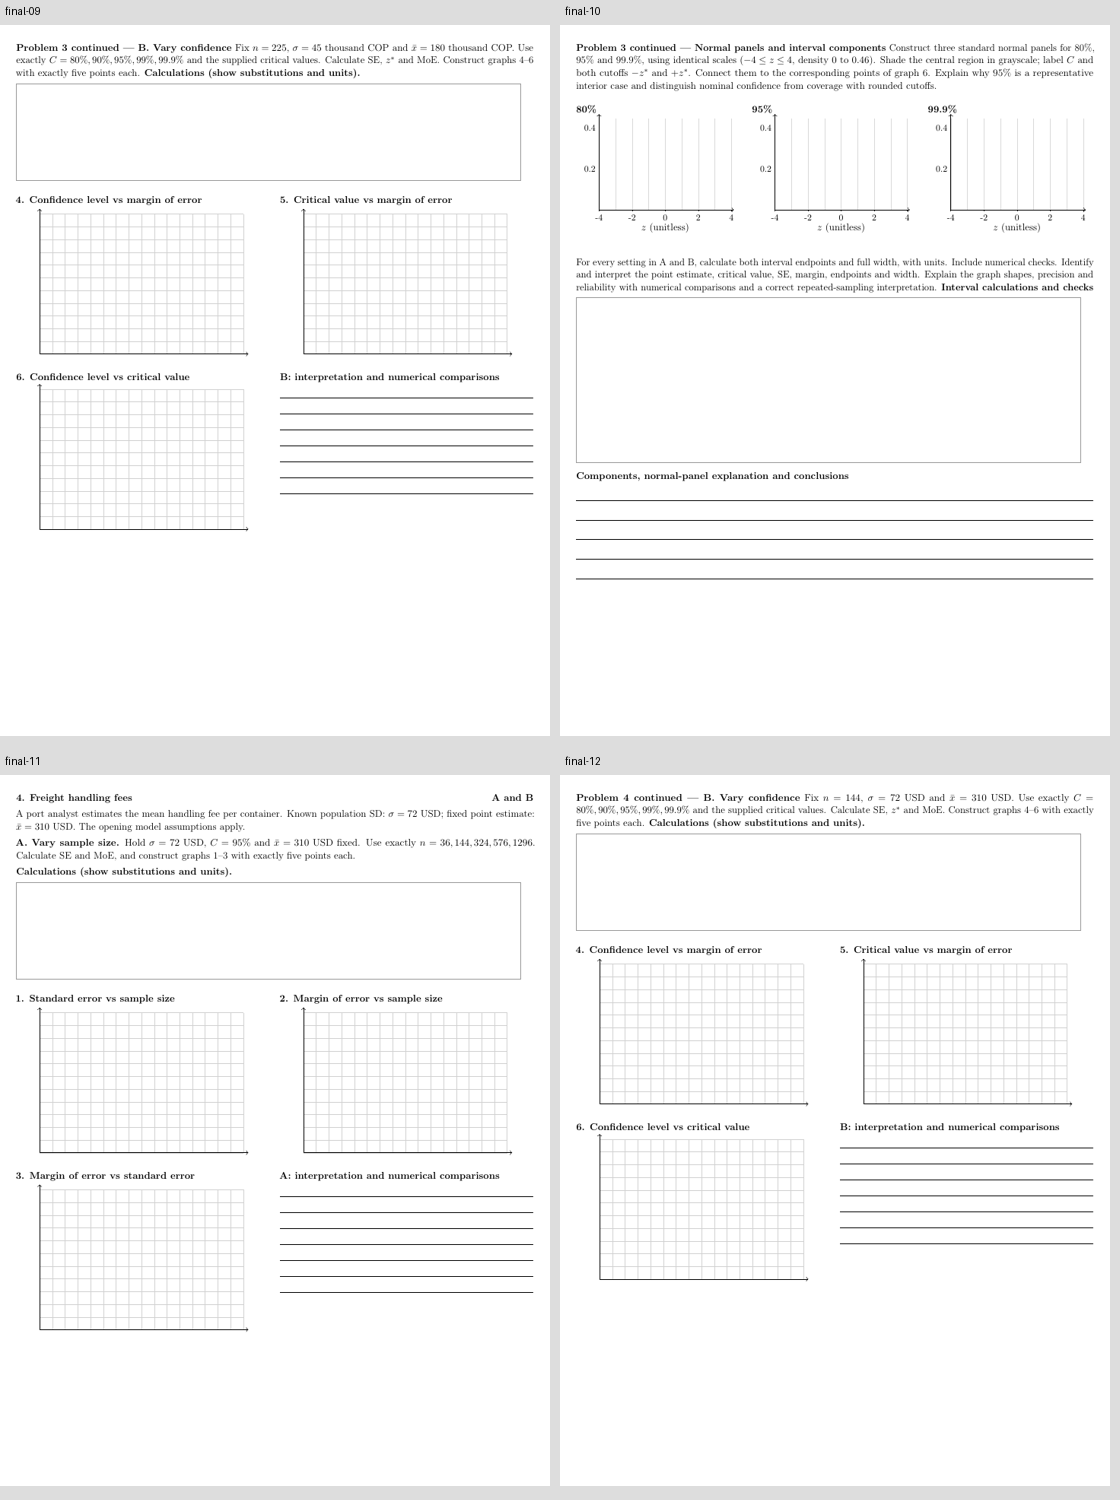 final-09
Problem 3 continued — B. Vary confidence Fix n = 225, σ = 45 thousand COP and x̄ = 180 thousand COP. Use
exactly C = 80%, 90%, 95%, 99%, 99.9% and the supplied critical values. Calculate SE, z* and MoE. Construct graphs 4–6
with exactly five points each. Calculations (show substitutions and units).
4. Confidence level vs margin of error
5. Critical value vs margin of error
6. Confidence level vs critical value
B: interpretation and numerical comparisons
final-10
Problem 3 continued — Normal panels and interval components Construct three standard normal panels for 80%,
95% and 99.9%, using identical scales (−4 ≤ z ≤ 4, density 0 to 0.46). Shade the central region in grayscale; label C and
both cutoffs −z* and +z*. Connect them to the corresponding points of graph 6. Explain why 95% is a representative
interior case and distinguish nominal confidence from coverage with rounded cutoffs.
80%
0.4
0.2
-4 -2 0 2 4
z (unitless)
95%
0.4
0.2
-4 -2 0 2 4
z (unitless)
99.9%
0.4
0.2
-4 -2 0 2 4
z (unitless)
For every setting in A and B, calculate both interval endpoints and full width, with units. Include numerical checks. Identify
and interpret the point estimate, critical value, SE, margin, endpoints and width. Explain the graph shapes, precision and
reliability with numerical comparisons and a correct repeated-sampling interpretation. Interval calculations and checks
Components, normal-panel explanation and conclusions
final-11
4. Freight handling fees A and B
A port analyst estimates the mean handling fee per container. Known population SD: σ = 72 USD; fixed point estimate:
x̄ = 310 USD. The opening model assumptions apply.
A. Vary sample size. Hold σ = 72 USD, C = 95% and x̄ = 310 USD fixed. Use exactly n = 36, 144, 324, 576, 1296.
Calculate SE and MoE, and construct graphs 1–3 with exactly five points each.
Calculations (show substitutions and units).
1. Standard error vs sample size
2. Margin of error vs sample size
3. Margin of error vs standard error
A: interpretation and numerical comparisons
final-12
Problem 4 continued — B. Vary confidence Fix n = 144, σ = 72 USD and x̄ = 310 USD. Use exactly C =
80%, 90%, 95%, 99%, 99.9% and the supplied critical values. Calculate SE, z* and MoE. Construct graphs 4–6 with exactly
five points each. Calculations (show substitutions and units).
4. Confidence level vs margin of error
5. Critical value vs margin of error
6. Confidence level vs critical value
B: interpretation and numerical comparisons